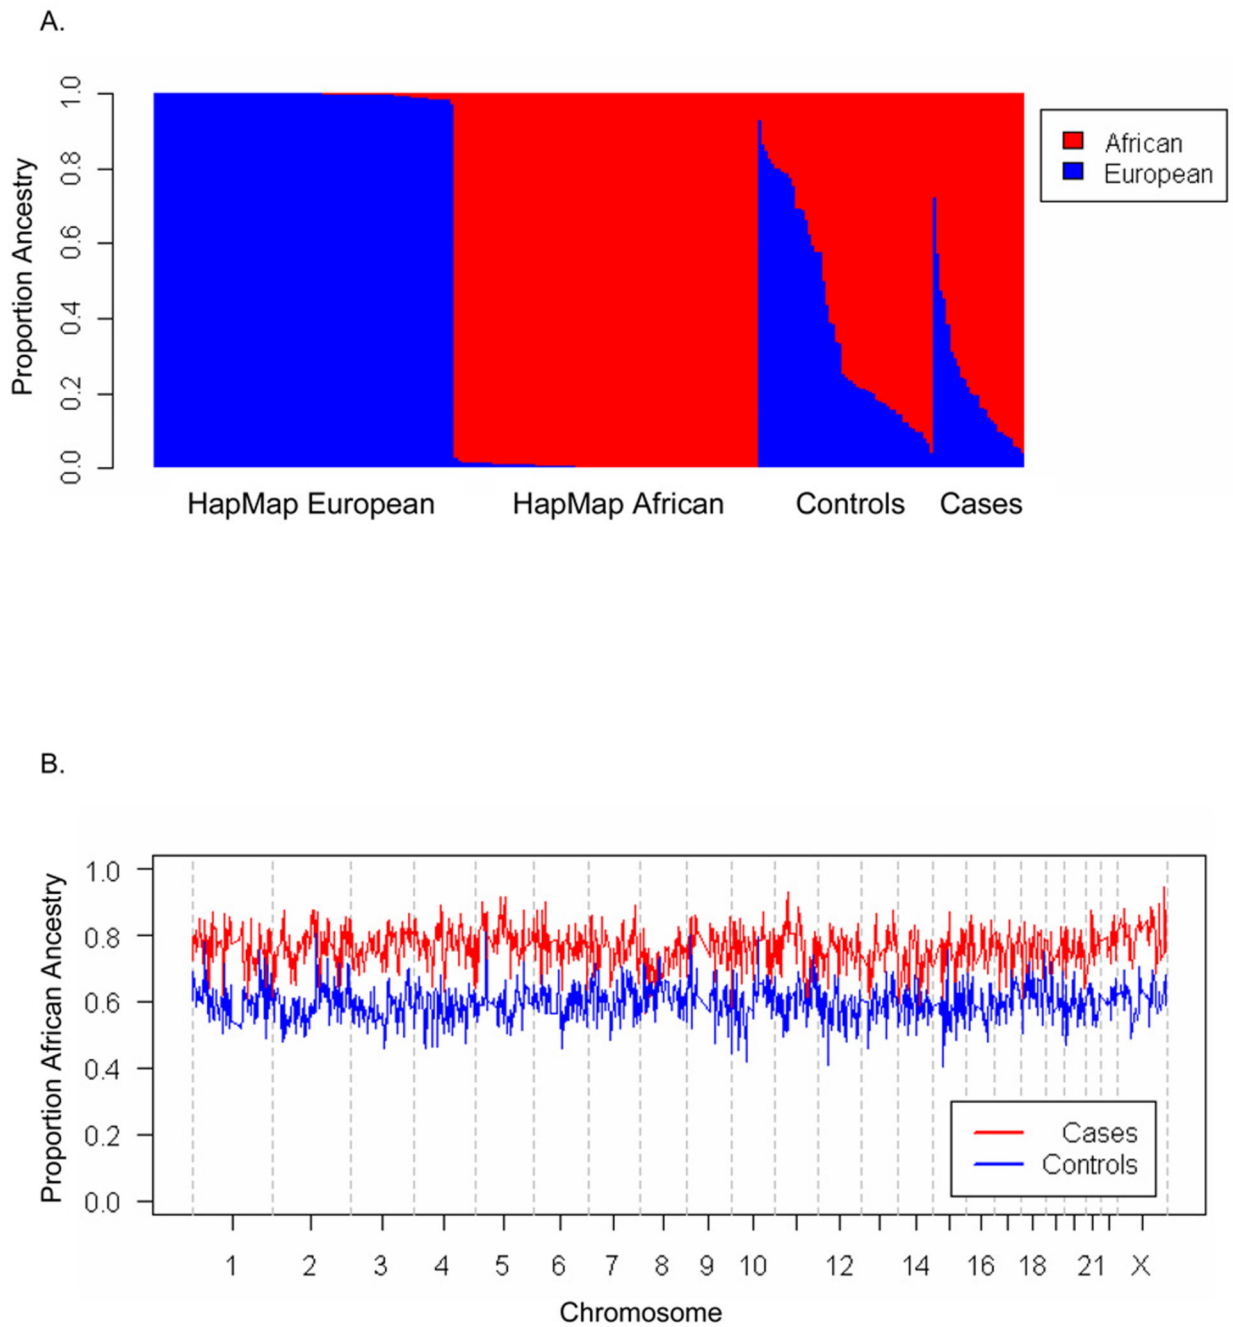 A.
Proportion Ancestry
1.0
0.8
0.6
0.4
0.2
0.0
African
European
HapMap European HapMap African Controls Cases
B.
Proportion African Ancestry
1.0
0.8
0.6
0.4
0.2
0.0
Cases
Controls
1 2 3 4 5 6 7 8 9 10 12 14 16 18 21 X
Chromosome